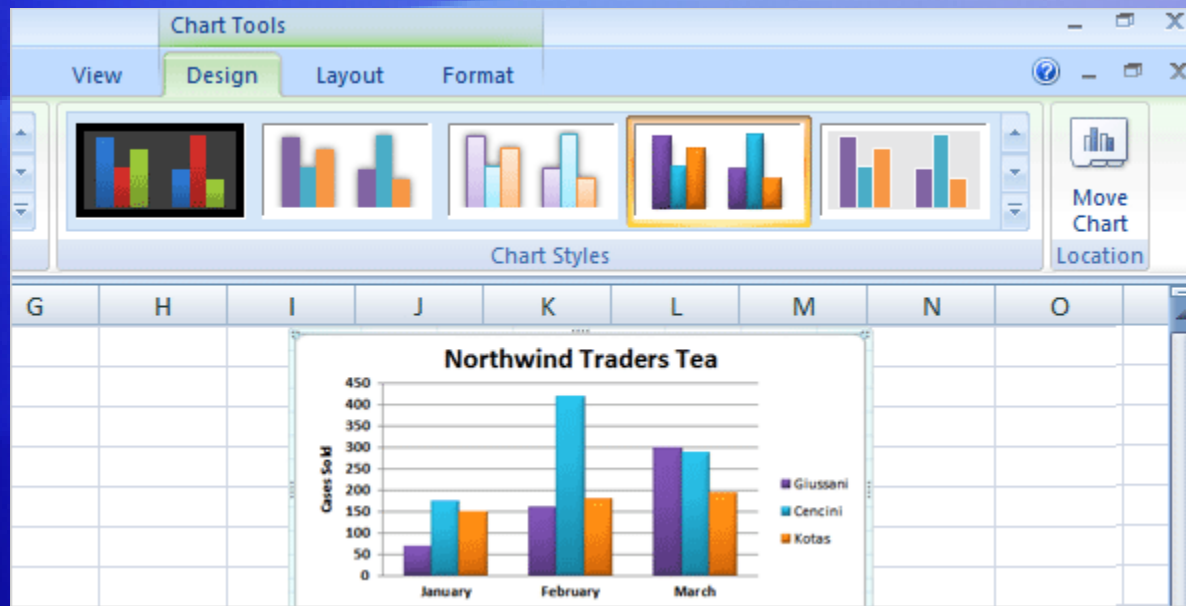 Chart Tools
View Design Layout Format
Move
Chart
Chart Styles
Location
G H I J K L M N O
Northwind Traders Tea
450
400
350
300
250
200
150
100
50
0
Cases Sold
Giussani
Cencini
Kotas
January February March